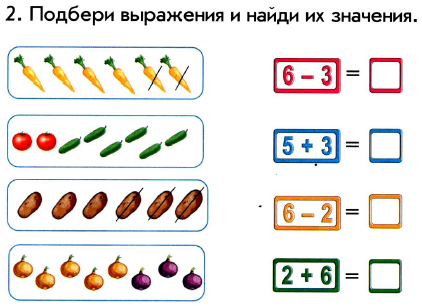 2. Подбери выражения и найди их значения.
6 – 3 =
5 + 3 =
6 – 2 =
2 + 6 =